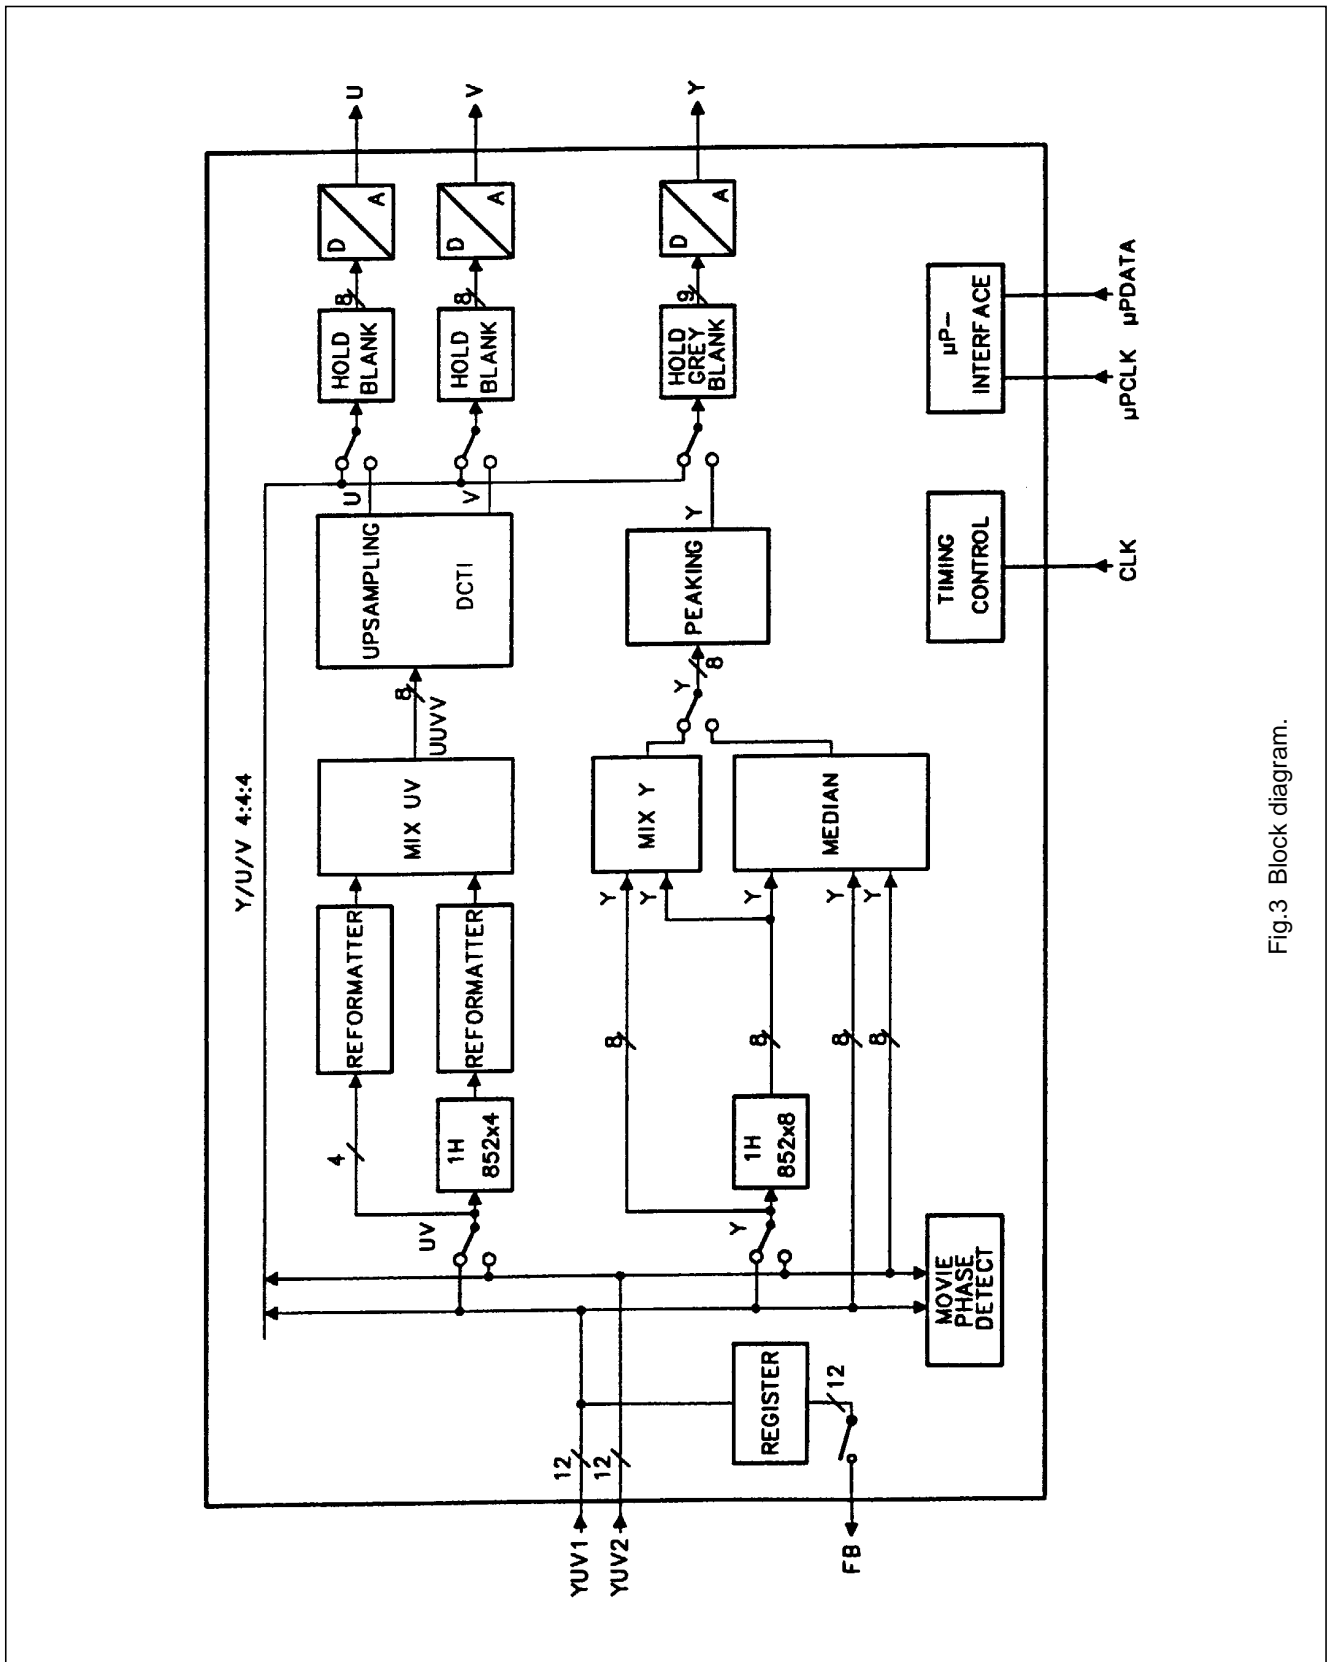 Y/U/V 4:4:4
YUV1
12
YUV2
12
FB
12
REGISTER
MOVIE
PHASE
DETECT
UV
4
1H
852x4
REFORMATTER
REFORMATTER
MIX UV
8
UUVV
UPSAMPLING
DCTI
U
V
HOLD
BLANK
8
D
A
U
HOLD
BLANK
8
D
A
V
Y
1H
852x8
8
8
8
8
Y
Y
Y
Y
Y
MIX Y
MEDIAN
Y
8
PEAKING
Y
HOLD
GREY
BLANK
9
D
A
Y
TIMING
CONTROL
CLK
µP–
INTERFACE
µPCLK
µPDATA
Fig.3 Block diagram.